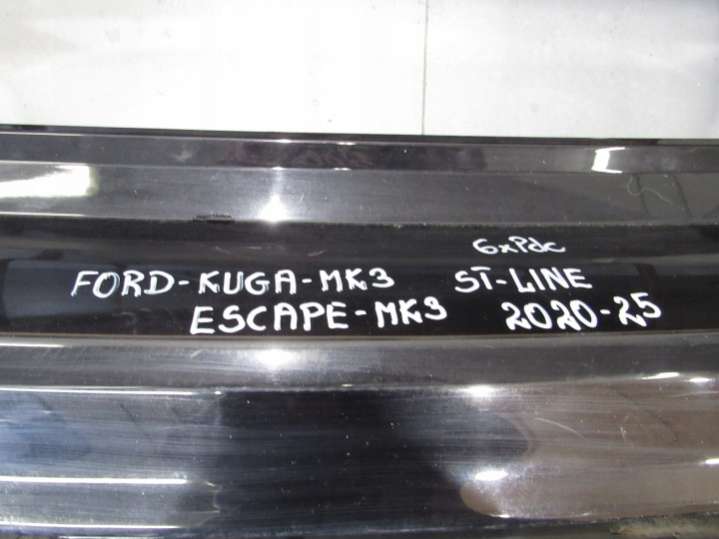 6xPdc
FORD-KUGA-MK3 ST-LINE
ESCAPE-MK3 2020-25